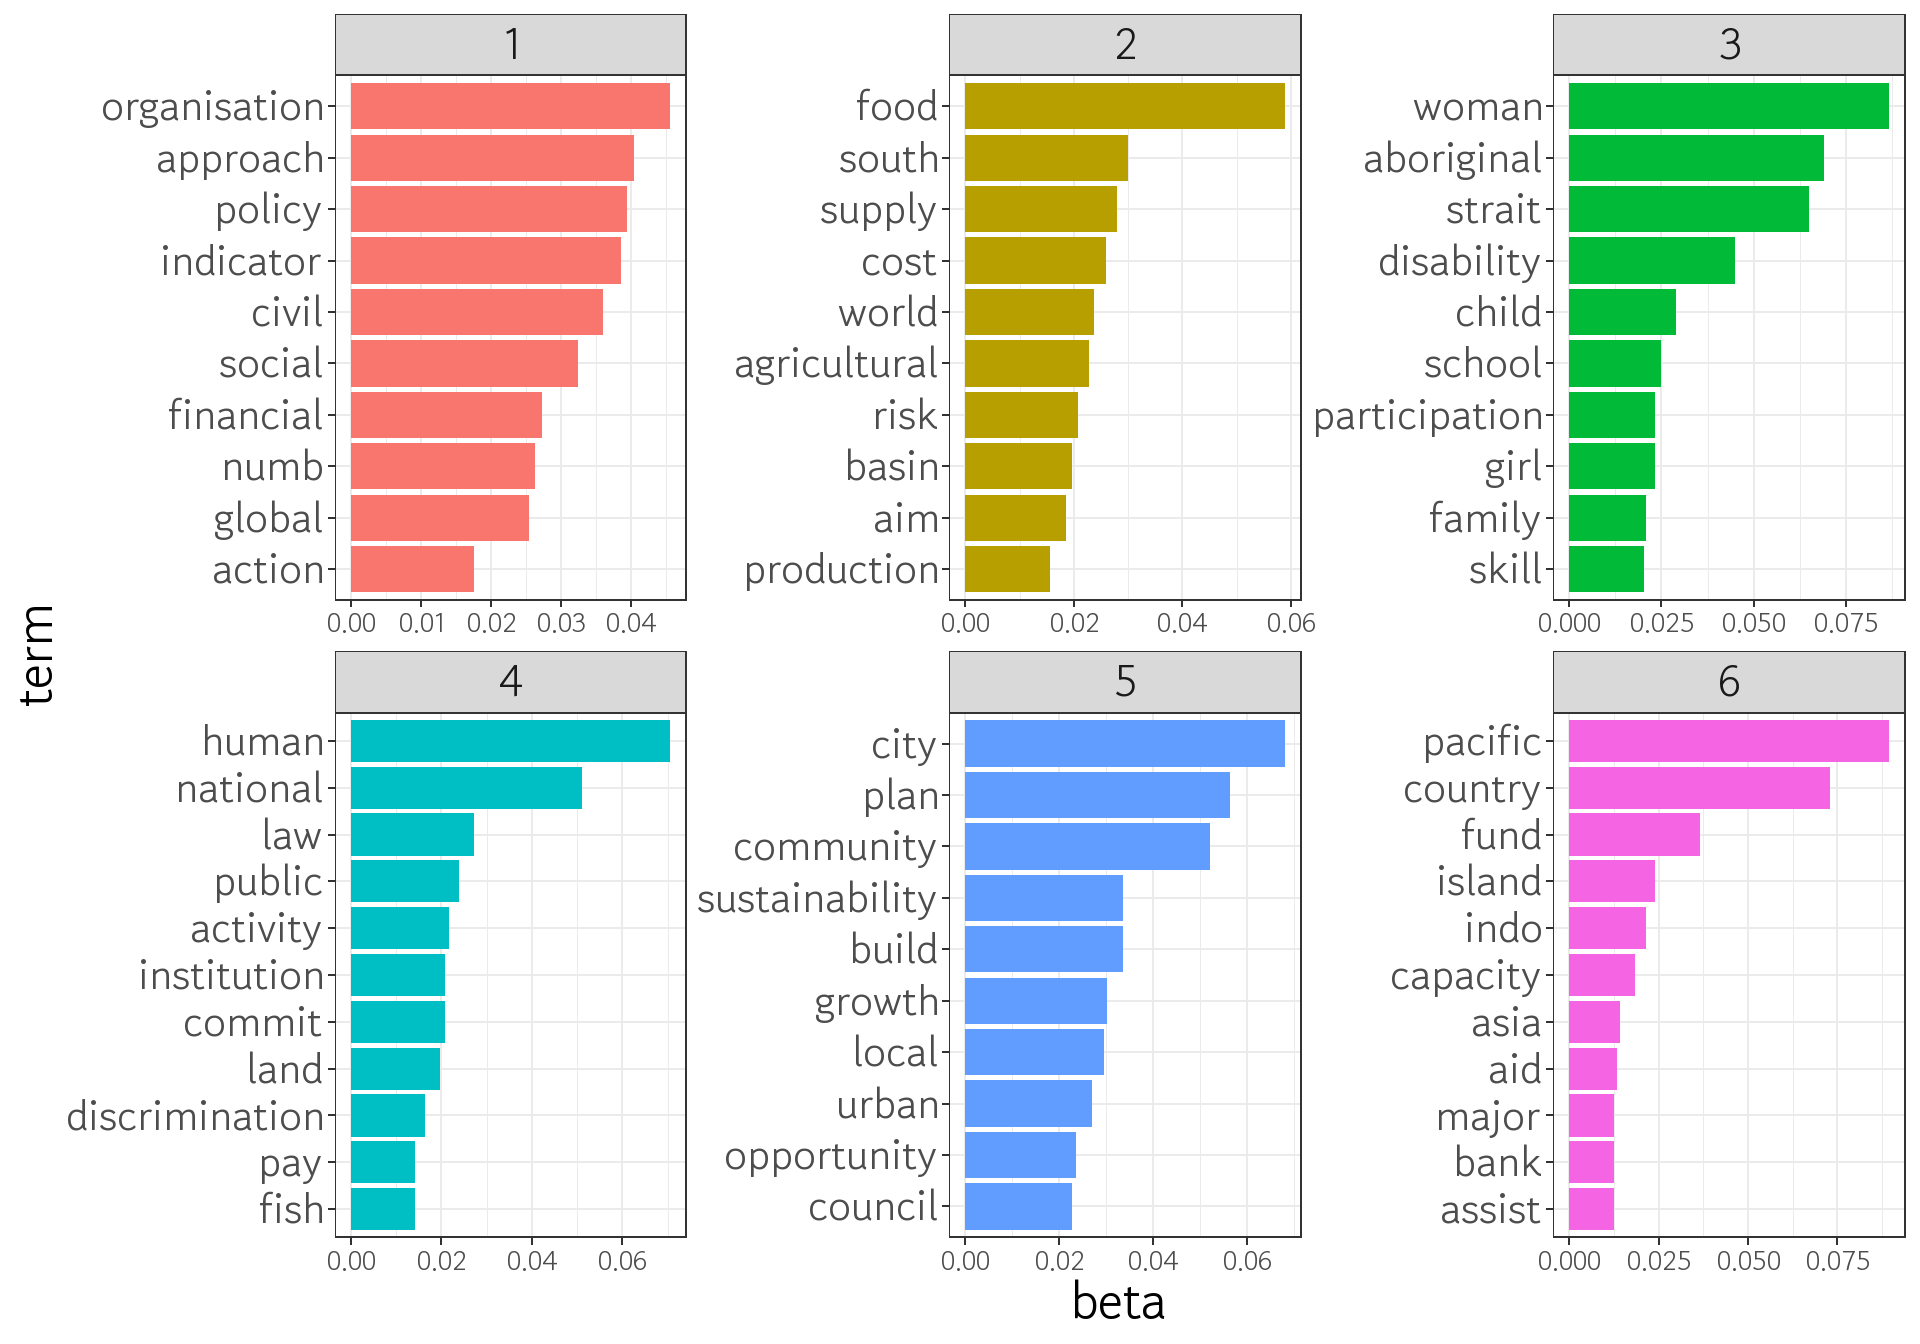 1
organisation
approach
policy
indicator
civil
social
financial
numb
global
action
0.00 0.01 0.02 0.03 0.04
2
food
south
supply
cost
world
agricultural
risk
basin
aim
production
0.00 0.02 0.04 0.06
3
woman
aboriginal
strait
disability
child
school
participation
girl
family
skill
0.000 0.025 0.050 0.075
term
4
human
national
law
public
activity
institution
commit
land
discrimination
pay
fish
0.00 0.02 0.04 0.06
5
city
plan
community
sustainability
build
growth
local
urban
opportunity
council
0.00 0.02 0.04 0.06
6
pacific
country
fund
island
indo
capacity
asia
aid
major
bank
assist
0.000 0.025 0.050 0.075
beta